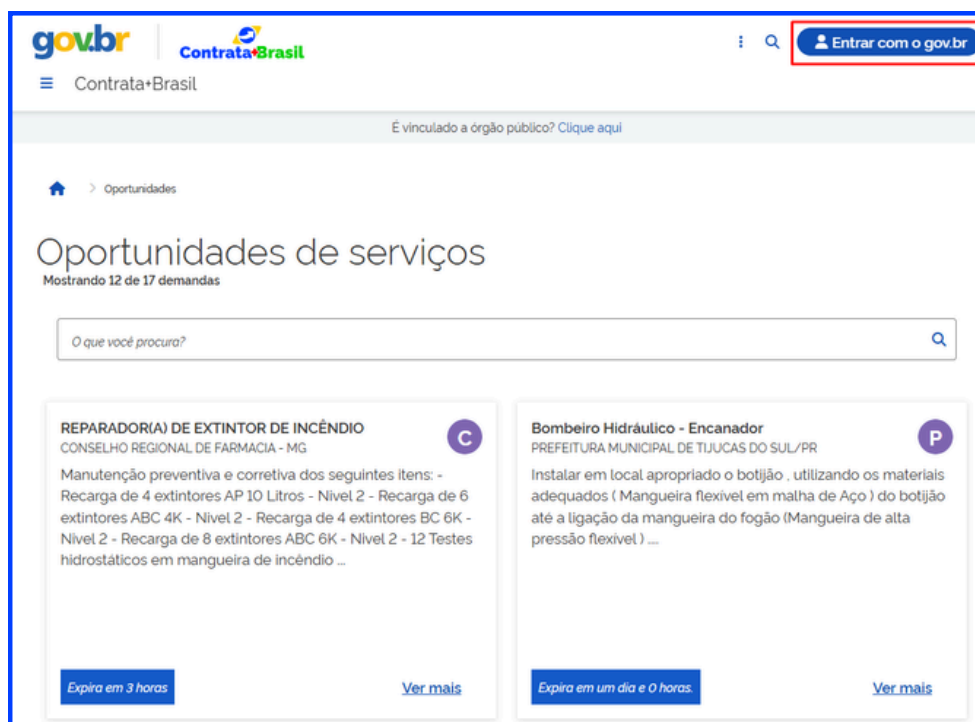 gov.br
Contrata+Brasil
Entrar com o gov.br
Contrata+Brasil
É vinculado a órgão público? Clique aqui
Oportunidades
Oportunidades de serviços
Mostrando 12 de 17 demandas
O que você procura?
REPARADOR(A) DE EXTINTOR DE INCÊNDIO
C
CONSELHO REGIONAL DE FARMACIA - MG
Manutenção preventiva e corretiva dos seguintes itens: -
Recarga de 4 extintores AP 10 Litros - Nivel 2 - Recarga de 6
extintores ABC 4K - Nivel 2 - Recarga de 4 extintores BC 6K -
Nivel 2 - Recarga de 8 extintores ABC 6K - Nivel 2 - 12 Testes
hidrostáticos em mangueira de incêndio ...
Expira em 3 horas
Ver mais
Bombeiro Hidráulico - Encanador
P
PREFEITURA MUNICIPAL DE TIJUCAS DO SUL/PR
Instalar em local apropriado o botijão , utilizando os materiais
adequados ( Mangueira flexível em malha de Aço ) do botijão
até a ligação da mangueira do fogão (Mangueira de alta
pressão flexível ) ....
Expira em um dia e 0 horas.
Ver mais